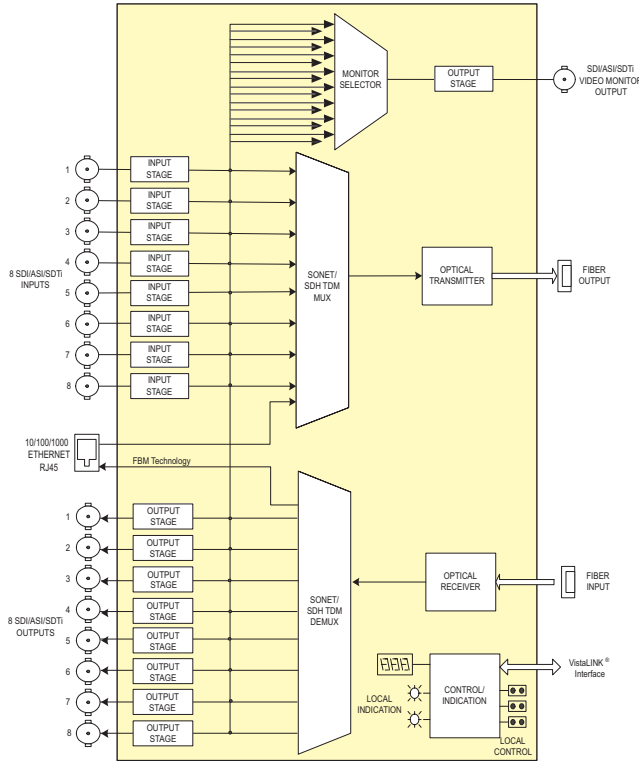 MONITOR
SELECTOR
OUTPUT
STAGE
SDI/ASI/SDTi
VIDEO MONITOR
OUTPUT
8 SDI/ASI/SDTi
INPUTS
1
INPUT
STAGE
2
INPUT
STAGE
3
INPUT
STAGE
4
INPUT
STAGE
5
INPUT
STAGE
6
INPUT
STAGE
7
INPUT
STAGE
8
INPUT
STAGE
SONET/
SDH TDM
MUX
OPTICAL
TRANSMITTER
FIBER
OUTPUT
10/100/1000
ETHERNET
RJ45
FBM Technology
8 SDI/ASI/SDTi
OUTPUTS
1
OUTPUT
STAGE
2
OUTPUT
STAGE
3
OUTPUT
STAGE
4
OUTPUT
STAGE
5
OUTPUT
STAGE
6
OUTPUT
STAGE
7
OUTPUT
STAGE
8
OUTPUT
STAGE
SONET/
SDH TDM
DEMUX
OPTICAL
RECEIVER
FIBER
INPUT
LOCAL
INDICATION
CONTROL/
INDICATION
VistaLINK ®
Interface
LOCAL
CONTROL